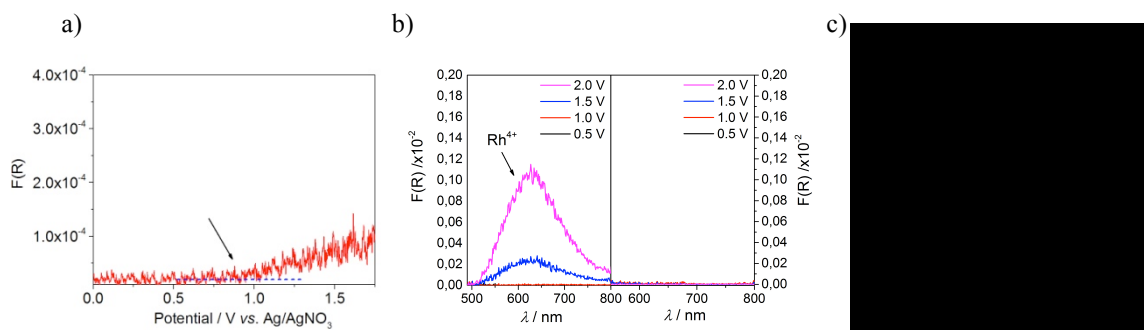 a)
b)
c)
4.0x10⁻⁴
3.0x10⁻⁴
2.0x10⁻⁴
1.0x10⁻⁴
F(R)
0.0
0.5
1.0
1.5
Potential / V vs. Ag/AgNO₃
0,20
0,18
0,16
0,14
0,12
0,10
0,08
0,06
0,04
0,02
0,00
F(R) /x10⁻²
2.0 V
1.5 V
1.0 V
0.5 V
Rh⁴⁺
500
600
700
800
λ / nm
2.0 V
1.5 V
1.0 V
0.5 V
600
700
800
λ / nm
0,20
0,18
0,16
0,14
0,12
0,10
0,08
0,06
0,04
0,02
0,00
F(R) /x10⁻²